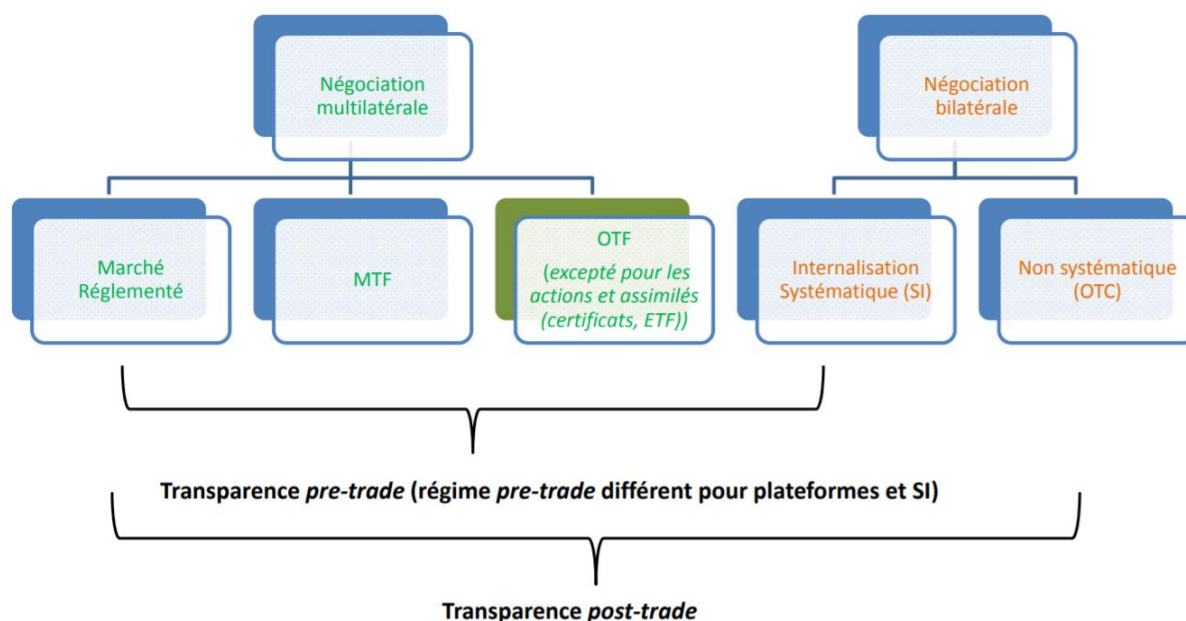 Négociation
multilatérale
Négociation
bilatérale
Marché
Réglementé
MTF
OTF
(excepté pour les
actions et assimilés
(certificats, ETF))
Internalisation
Systématique (SI)
Non systématique
(OTC)
Transparence pre-trade (régime pre-trade différent pour plateformes et SI)
Transparence post-trade